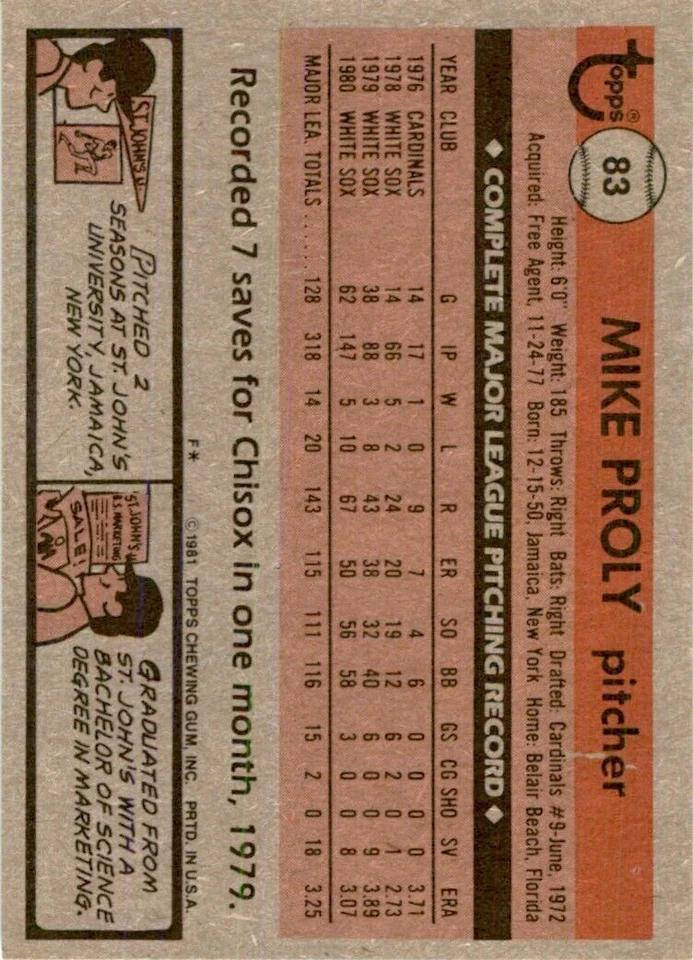 Topps®
83
MIKE PROLY pitcher
Height: 6'0" Weight: 185 Throws: Right Bats: Right Drafted: Cardinals #9-June, 1972
Acquired: Free Agent, 11-24-77 Born: 12-15-50, Jamaica, New York Home: Belair Beach, Florida
◆ COMPLETE MAJOR LEAGUE PITCHING RECORD ◆
YEAR CLUB G IP W L R ER SO BB GS CG SHO SV ERA
1976 CARDINALS 14 17 1 0 9 7 4 6 0 0 0 0 3.71
1978 WHITE SOX 14 66 5 2 24 20 19 12 6 2 0 1 2.73
1979 WHITE SOX 38 88 3 8 43 38 32 40 6 0 0 9 3.89
1980 WHITE SOX 62 147 5 10 67 50 56 58 3 0 0 8 3.07
MAJOR LEA. TOTALS ...... 128 318 14 20 143 115 111 116 15 2 0 18 3.25
Recorded 7 saves for Chisox in one month, 1979.
F* ©1981 TOPPS CHEWING GUM, INC. PRTD. IN U.S.A.
ST. JOHN'S U.
PITCHED 2
SEASONS AT ST. JOHN'S
UNIVERSITY, JAMAICA,
NEW YORK.
ST. JOHN'S U.
B.S. MARKETING
SALE!
GRADUATED FROM
ST. JOHN'S WITH A
BACHELOR OF SCIENCE
DEGREE IN MARKETING.